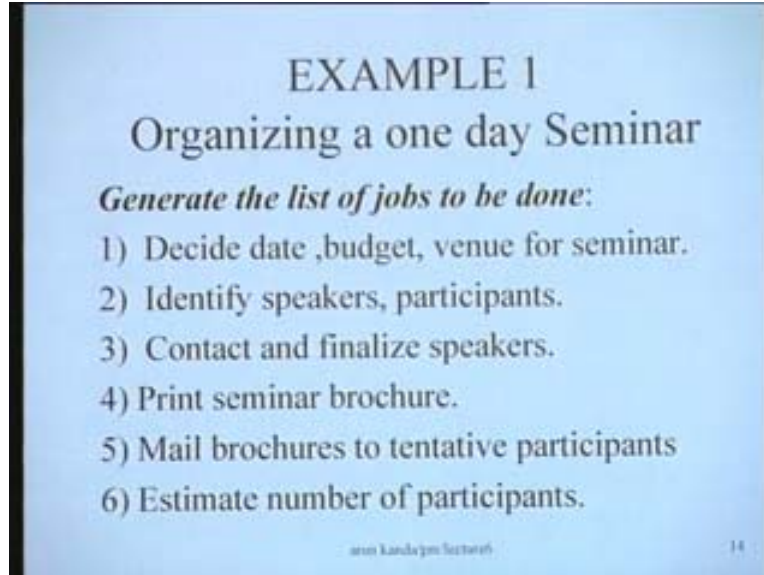 EXAMPLE 1
Organizing a one day Seminar
Generate the list of jobs to be done:
1) Decide date ,budget, venue for seminar.
2) Identify speakers, participants.
3) Contact and finalize speakers.
4) Print seminar brochure.
5) Mail brochures to tentative participants
6) Estimate number of participants.
14